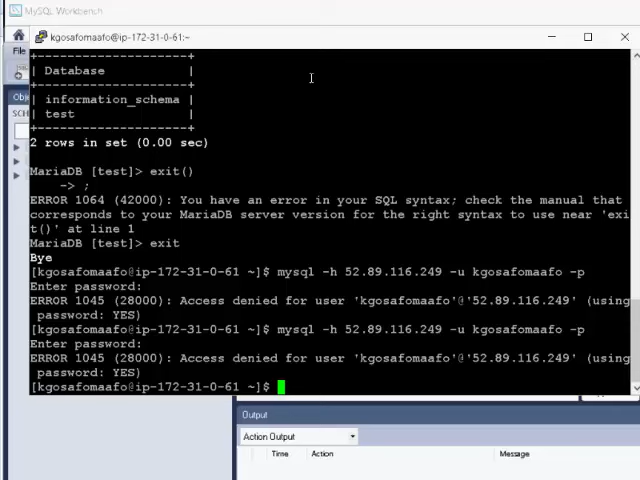 MySQL Workbench
kgosafomaafo@ip-172-31-0-61:~
File
+--------------------+
| Database           |
+--------------------+
| information_schema |
| test               |
+--------------------+
2 rows in set (0.00 sec)
MariaDB [test]> exit()
-> ;
ERROR 1064 (42000): You have an error in your SQL syntax; check the manual that
corresponds to your MariaDB server version for the right syntax to use near 'exi
t()' at line 1
MariaDB [test]> exit
Bye
[kgosafomaafo@ip-172-31-0-61 ~]$ mysql -h 52.89.116.249 -u kgosafomaafo -p
Enter password:
ERROR 1045 (28000): Access denied for user 'kgosafomaafo'@'52.89.116.249' (using
password: YES)
[kgosafomaafo@ip-172-31-0-61 ~]$ mysql -h 52.89.116.249 -u kgosafomaafo -p
Enter password:
ERROR 1045 (28000): Access denied for user 'kgosafomaafo'@'52.89.116.249' (using
password: YES)
[kgosafomaafo@ip-172-31-0-61 ~]$
Obj
SCH
Output
Action Output
Time Action Message